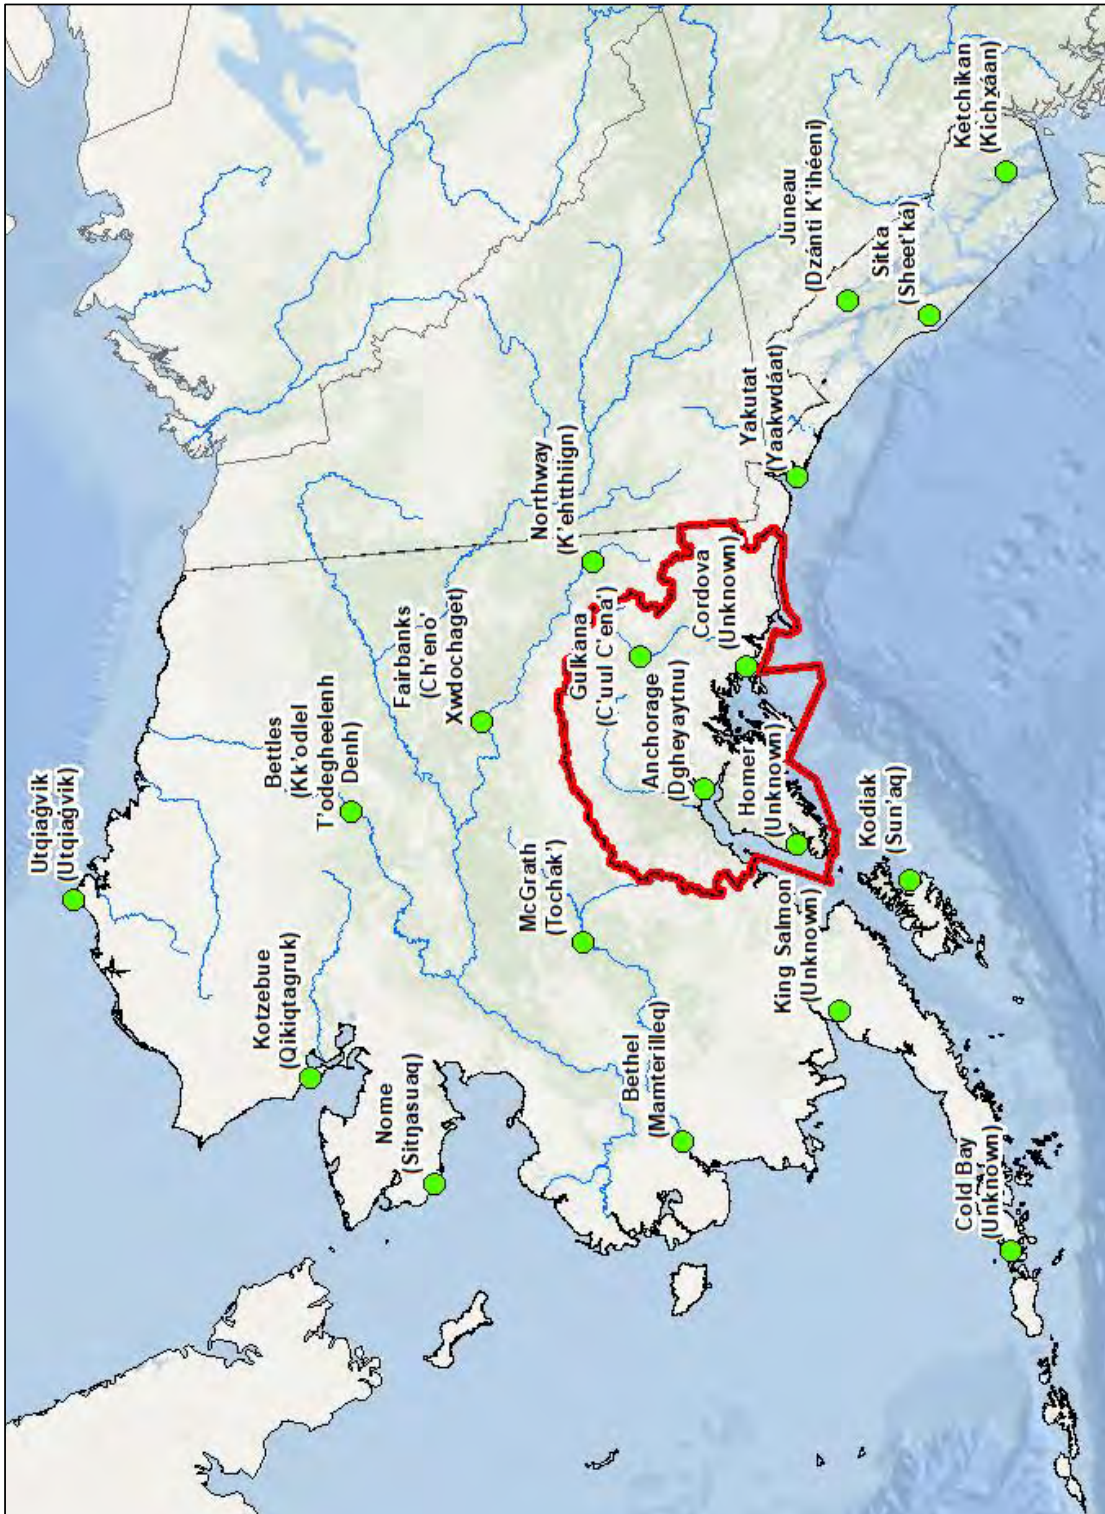 Utqiaġvik
(Utqiaġvik)
Kotzebue
(Qikiqtagruk)
Nome
(Sitŋasuaq)
Bettles
(Kk'odlel
T'odegheelenh
Denh)
Fairbanks
(Ch'eno'
Xwdochaget)
Northway
(K'ehtthiign)
McGrath
(Tochak')
Bethel
(Mamterilleq)
Gulkana
(C'uul C'ena')
Anchorage
(Dgheyaytnu)
Cordova
(Unknown)
Homer
(Unknown)
Yakutat
(Yaakwdáat)
Juneau
(Dzánti K'ihéeni)
Sitka
(Sheet'ká)
Ketchikan
(Kichx̱áan)
King Salmon
(Unknown)
Kodiak
(Sun'aq)
Cold Bay
(Unknown)